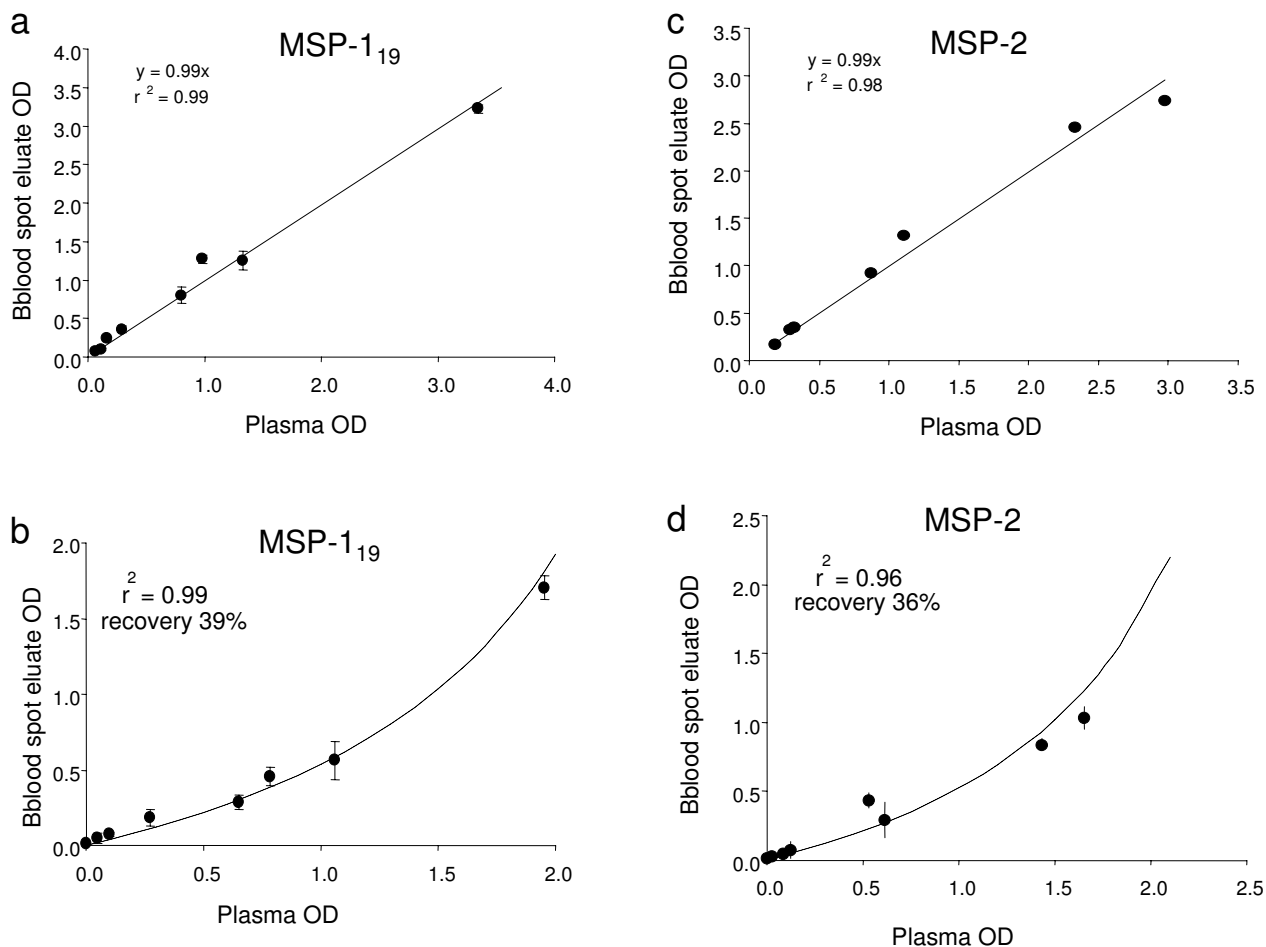 a
MSP-1₁₉
y = 0.99x
r ² = 0.99
Bblood spot eluate OD
4.0
3.5
3.0
2.5
2.0
1.5
1.0
0.5
0.0
0.0 1.0 2.0 3.0 4.0
Plasma OD
c
MSP-2
y = 0.99x
r ² = 0.98
Bblood spot eluate OD
3.5
3.0
2.5
2.0
1.5
1.0
0.5
0.0
0.0 0.5 1.0 1.5 2.0 2.5 3.0 3.5
Plasma OD
b
MSP-1₁₉
r² = 0.99
recovery 39%
Bblood spot eluate OD
2.0
1.5
1.0
0.5
0.0
0.0 0.5 1.0 1.5 2.0
Plasma OD
d
MSP-2
r² = 0.96
recovery 36%
Bblood spot eluate OD
2.5
2.0
1.5
1.0
0.5
0.0
0.0 0.5 1.0 1.5 2.0 2.5
Plasma OD